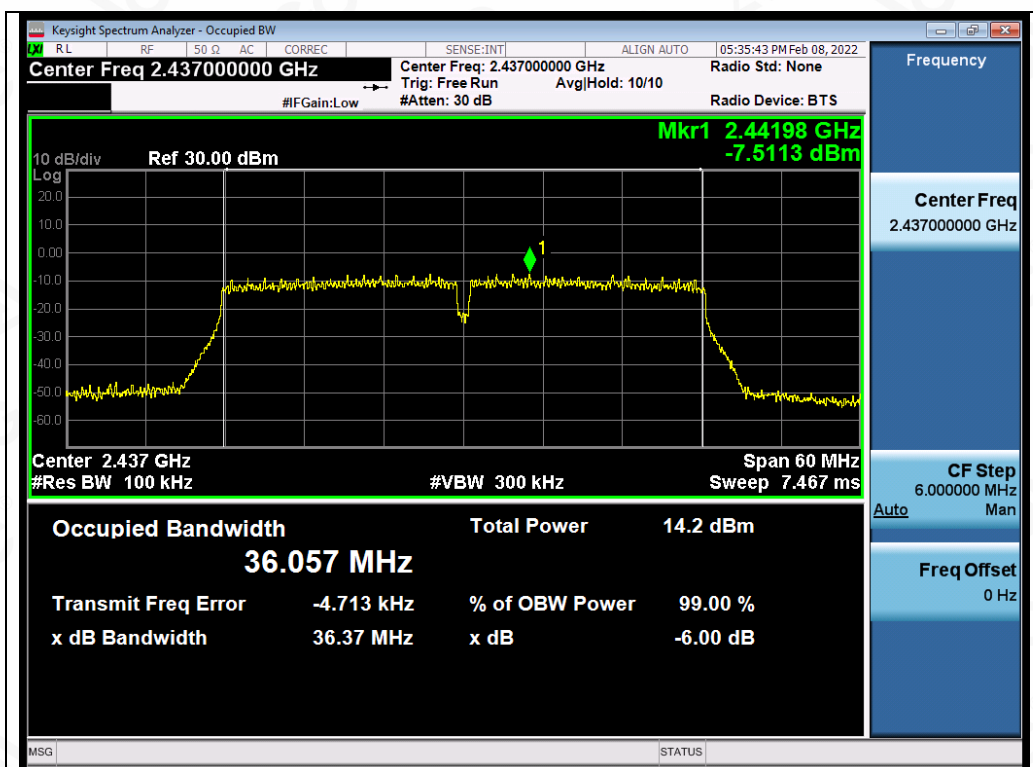 Keysight Spectrum Analyzer - Occupied BW
LXI RL RF 50 Ω AC CORREC SENSE:INT ALIGN AUTO 05:35:43 PM Feb 08, 2022
Center Freq 2.437000000 GHz
Center Freq: 2.437000000 GHz
Radio Std: None
Trig: Free Run Avg|Hold: 10/10
#IFGain:Low #Atten: 30 dB Radio Device: BTS
Mkr1 2.44198 GHz
-7.5113 dBm
10 dB/div Ref 30.00 dBm
Log
20.0
10.0
0.00
-10.0
-20.0
-30.0
-40.0
-50.0
-60.0
1
Center 2.437 GHz Span 60 MHz
#Res BW 100 kHz #VBW 300 kHz Sweep 7.467 ms
Occupied Bandwidth Total Power 14.2 dBm
36.057 MHz
Transmit Freq Error -4.713 kHz % of OBW Power 99.00 %
x dB Bandwidth 36.37 MHz x dB -6.00 dB
Frequency
Center Freq
2.437000000 GHz
CF Step
6.000000 MHz
Auto Man
Freq Offset
0 Hz
MSG STATUS